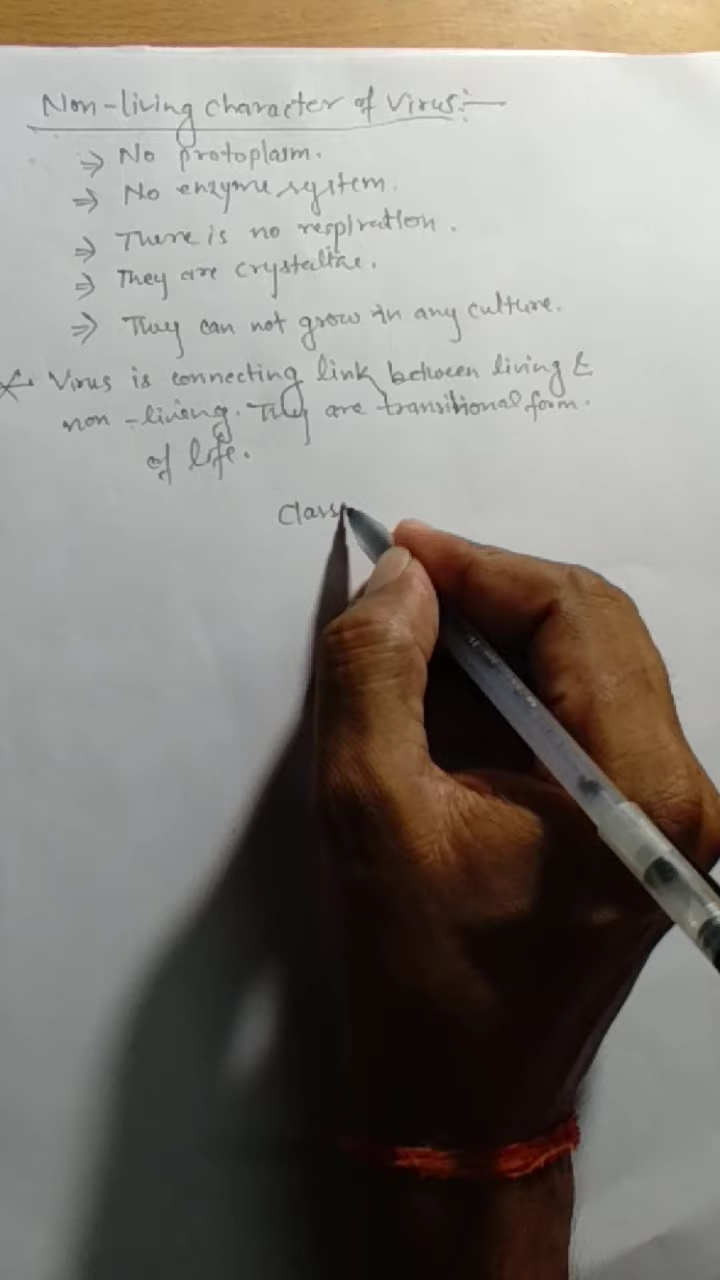 Non-living character of Virus:-
⇒ No protoplasm.
⇒ No enzyme system.
⇒ There is no respiration.
⇒ They are crystallae.
⇒ They can not grow in any culture.
Virus is connecting link between living &
non-living. They are transitional form.
of life.
Class